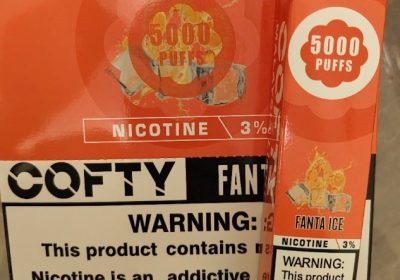 5000
PUFFS
NICOTINE 3%
COFTY FANT
WARNING:
This product contains
Nicotine is an addictive
5000
PUFFS
FANTA ICE
NICOTINE 3%
WARNING:
This product